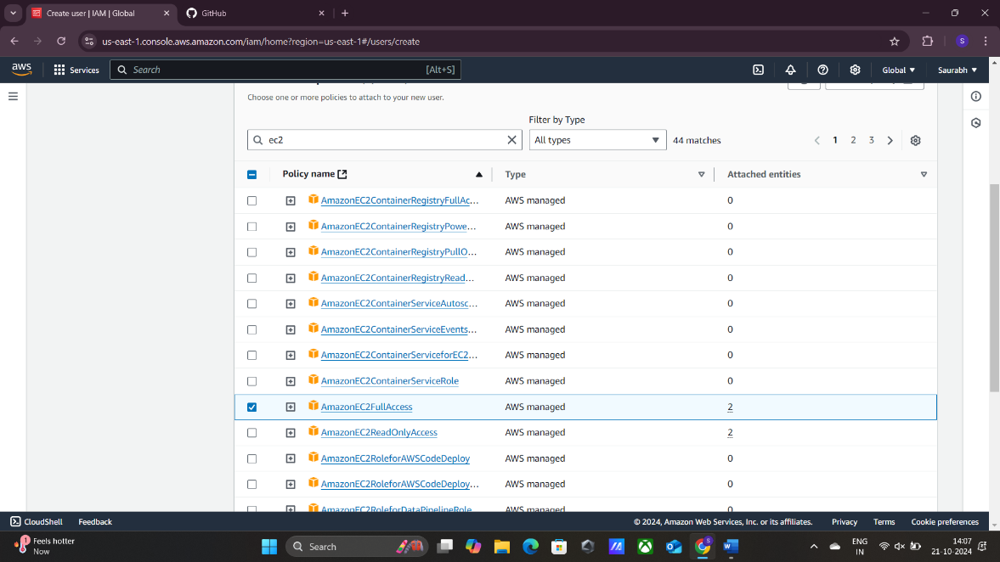 Create user | IAM | Global
GitHub
us-east-1.console.aws.amazon.com/iam/home?region=us-east-1#/users/create
S
aws
Services
Search
[Alt+S]
Global
Saurabh
Choose one or more policies to attach to your new user.
Filter by Type
ec2
All types
44 matches
1 2 3
Policy name
Type
Attached entities
AmazonEC2ContainerRegistryFullAc... AWS managed 0
AmazonEC2ContainerRegistryPowe... AWS managed 0
AmazonEC2ContainerRegistryPullO... AWS managed 0
AmazonEC2ContainerRegistryRead... AWS managed 0
AmazonEC2ContainerServiceAutosc... AWS managed 0
AmazonEC2ContainerServiceEvents... AWS managed 0
AmazonEC2ContainerServiceforEC2... AWS managed 0
AmazonEC2ContainerServiceRole AWS managed 0
AmazonEC2FullAccess AWS managed 2
AmazonEC2ReadOnlyAccess AWS managed 2
AmazonEC2RoleforAWSCodeDeploy AWS managed 0
AmazonEC2RoleforAWSCodeDeploy... AWS managed 0
AmazonEC2RoleforDataPipelineRole AWS managed 0
CloudShell
Feedback
© 2024, Amazon Web Services, Inc. or its affiliates.
Privacy
Terms
Cookie preferences
1
Feels hotter
Now
Search
ENG
IN
14:07
21-10-2024